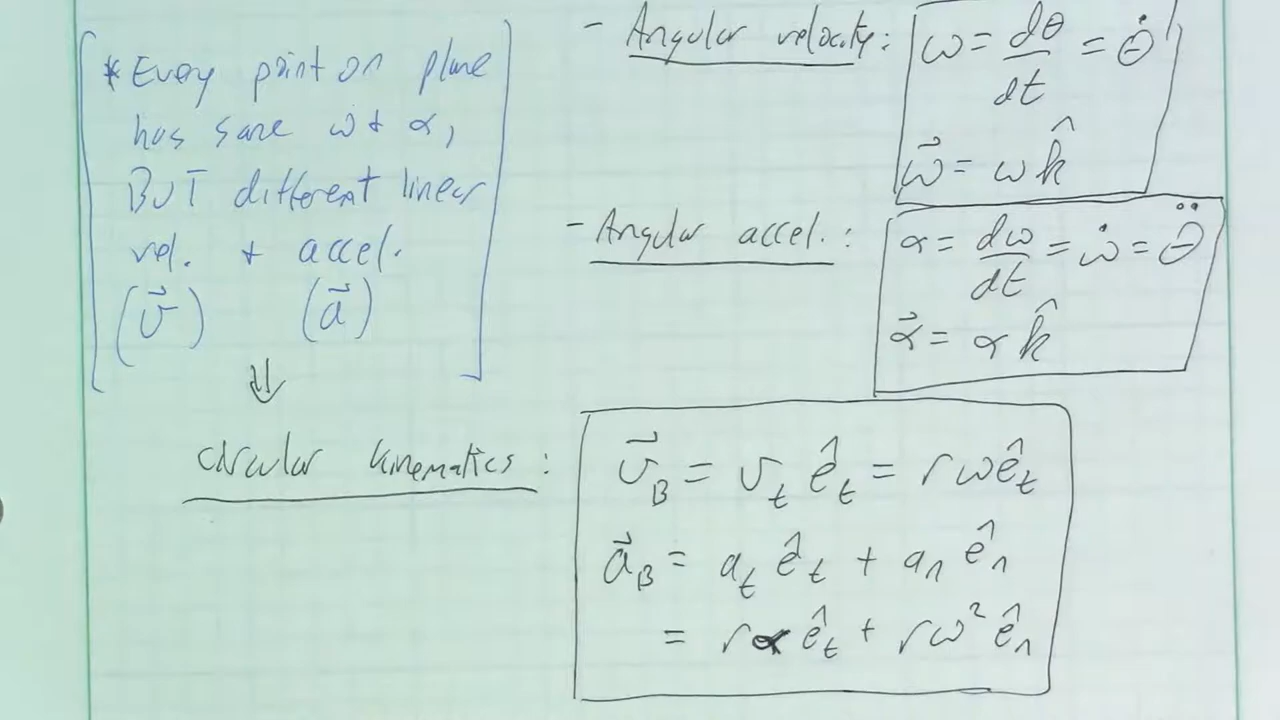 * Every point on plane
has same ω + α,
BUT different linear
vel. + accel.
(v⃗) (a⃗)
⇓
circular kinematics:
- Angular velocity: ω = dθ/dt = θ̇
ω⃗ = ω k̂
- Angular accel.: α = dω/dt = ω̇ = θ̈
α⃗ = α k̂
v⃗_B = v_t ê_t = rω ê_t
a⃗_B = a_t ê_t + a_n ê_n
= rα ê_t + rω² ê_n